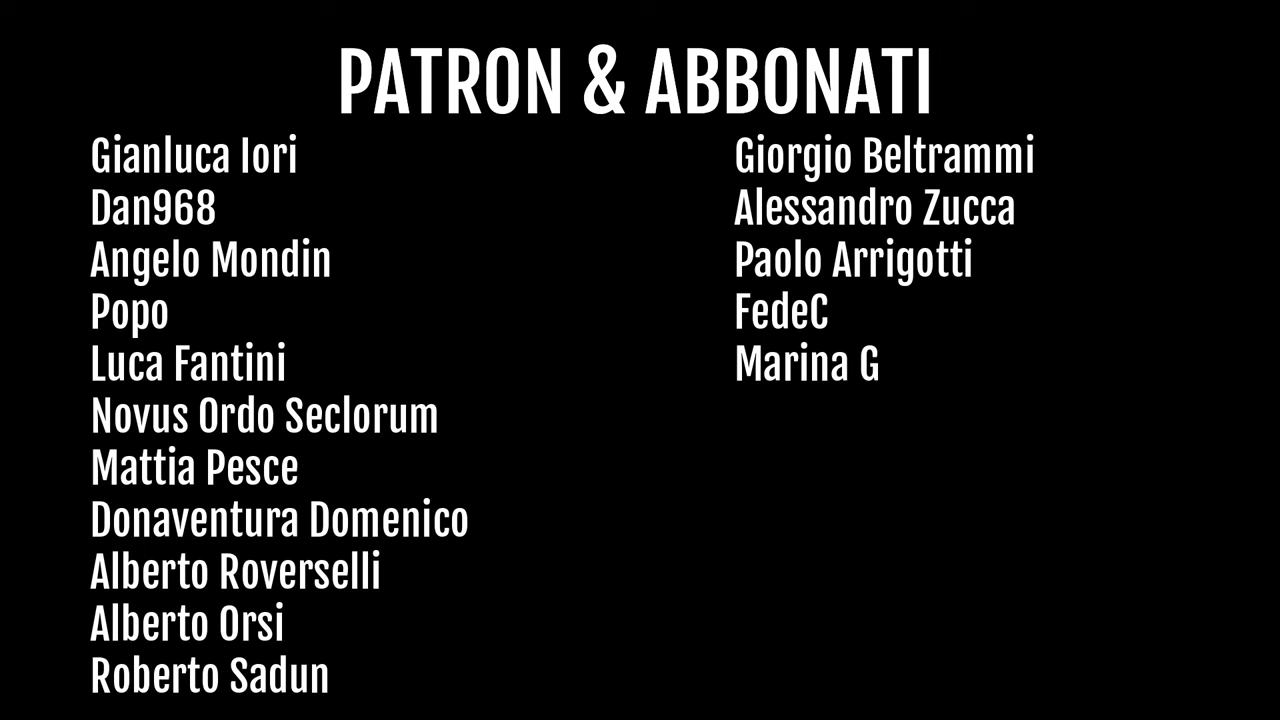 PATRON & ABBONATI
Gianluca Iori
Dan968
Angelo Mondin
Popo
Luca Fantini
Novus Ordo Seclorum
Mattia Pesce
Donaventura Domenico
Alberto Roverselli
Alberto Orsi
Roberto Sadun
Giorgio Beltrammi
Alessandro Zucca
Paolo Arrigotti
FedeC
Marina G